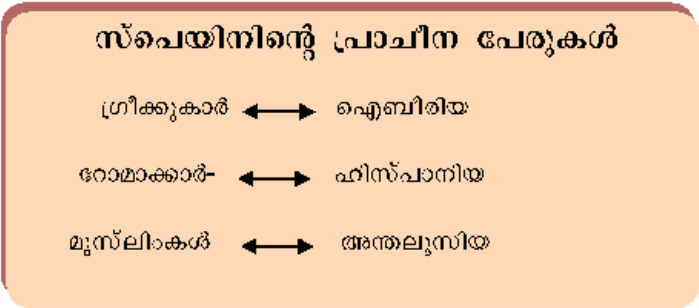 സ്പെയിനിന്റെ പ്രാചീന പേരുകൾ
ഗ്രീക്കുകാർ ഐബീരിയ
റോമാക്കാർ- ഹിസ്പാനിയ
മുസ്‌ലിംകൾ അന്തലൂസിയ